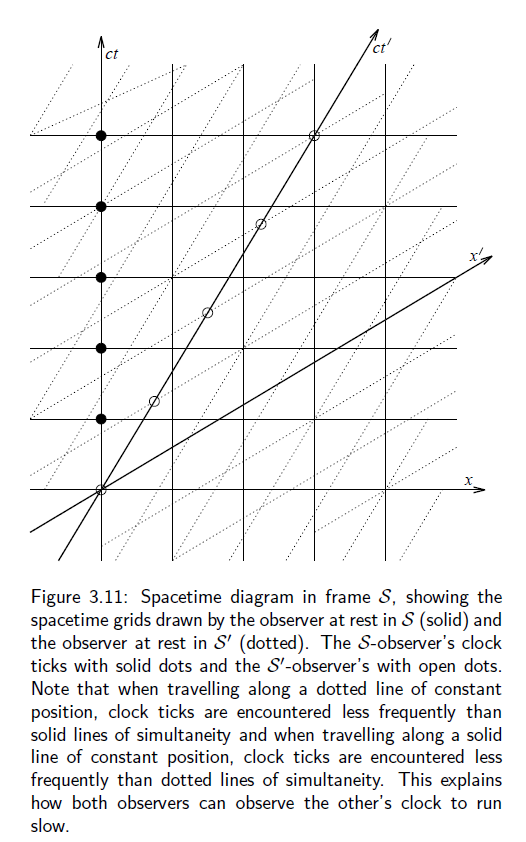 ct
ct′
x′
x
Figure 3.11: Spacetime diagram in frame 𝒮, showing the
spacetime grids drawn by the observer at rest in 𝒮 (solid) and
the observer at rest in 𝒮′ (dotted). The 𝒮-observer's clock
ticks with solid dots and the 𝒮′-observer's with open dots.
Note that when travelling along a dotted line of constant
position, clock ticks are encountered less frequently than
solid lines of simultaneity and when travelling along a solid
line of constant position, clock ticks are encountered less
frequently than dotted lines of simultaneity. This explains
how both observers can observe the other's clock to run
slow.